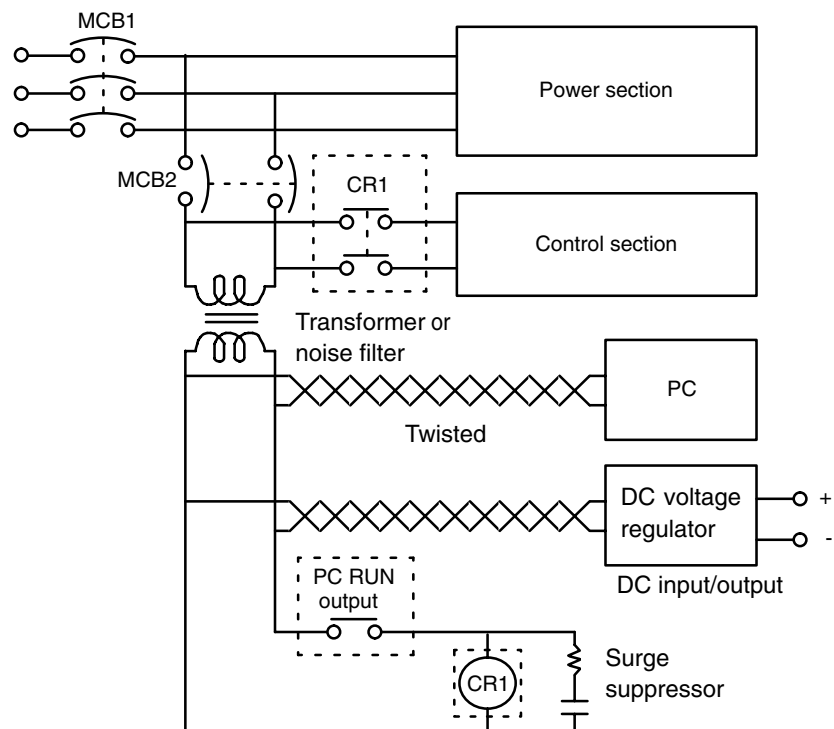 MCB1
Power section
MCB2
CR1
Control section
Transformer or
noise filter
PC
Twisted
DC voltage
regulator
+
-
DC input/output
PC RUN
output
CR1
Surge
suppressor